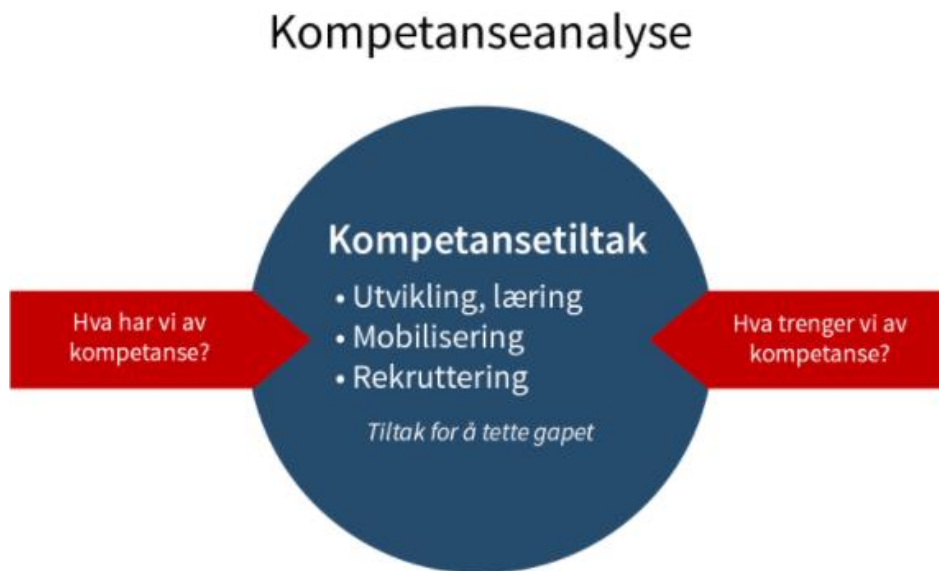 Kompetanseanalyse
Hva har vi av
kompetanse?
Kompetansetiltak
• Utvikling, læring
• Mobilisering
• Rekruttering
Tiltak for å tette gapet
Hva trenger vi av
kompetanse?